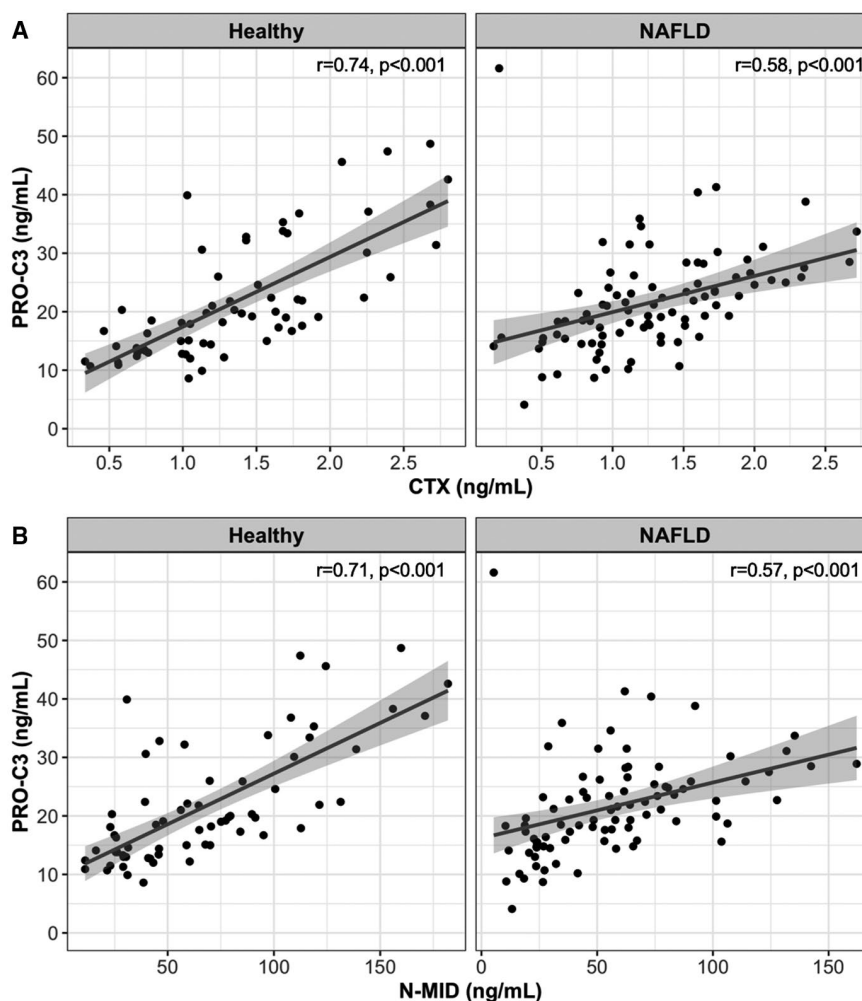 A
Healthy
NAFLD
r=0.74, p<0.001
r=0.58, p<0.001
PRO-C3 (ng/mL)
60
50
40
30
20
10
0
0.5 1.0 1.5 2.0 2.5
0.5 1.0 1.5 2.0 2.5
CTX (ng/mL)
B
Healthy
NAFLD
r=0.71, p<0.001
r=0.57, p<0.001
PRO-C3 (ng/mL)
60
50
40
30
20
10
0
50 100 150
0 50 100 150
N-MID (ng/mL)